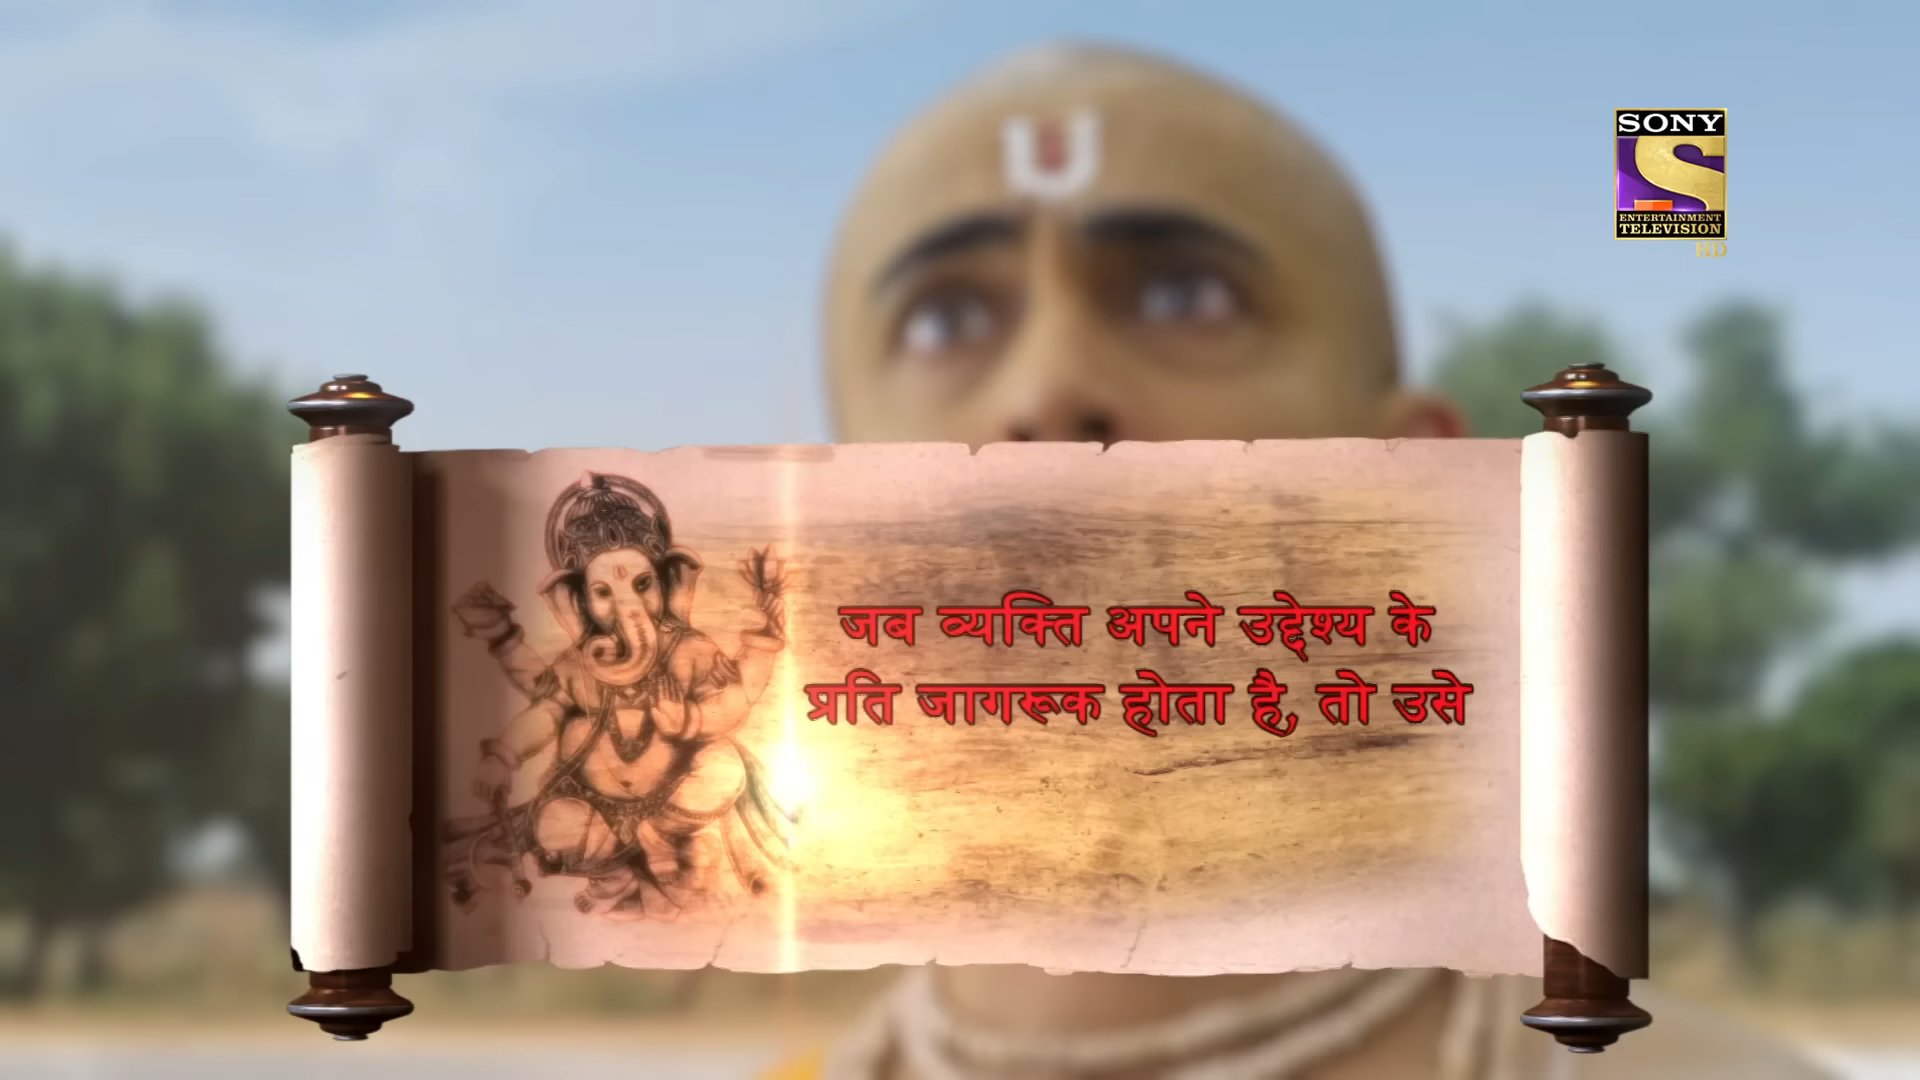 SONY
ENTERTAINMENT
TELEVISION
HD
जब व्यक्ति अपने उद्देश्य के
प्रति जागरूक होता है, तो उसे